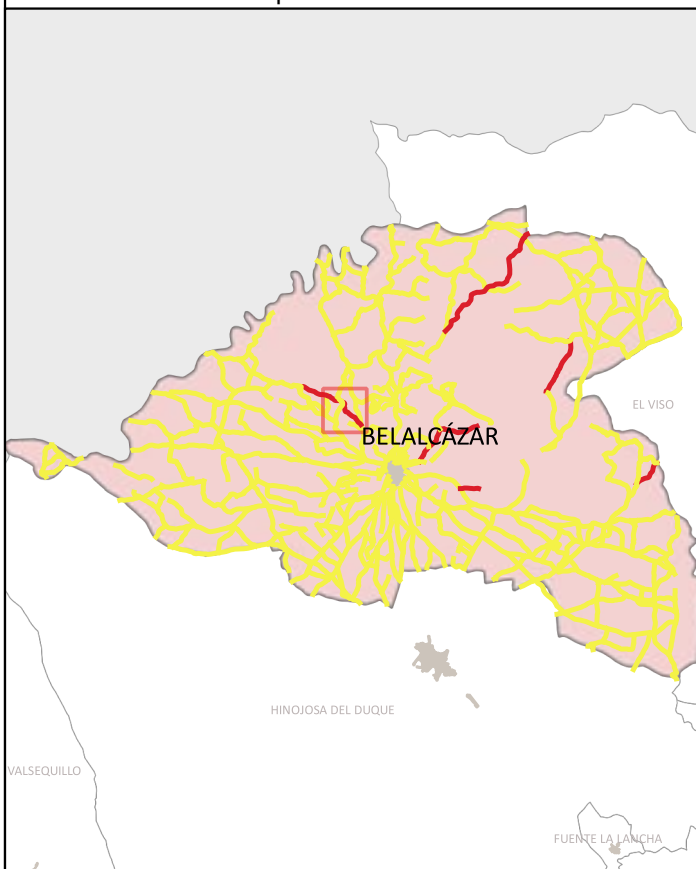 EL VISO
BELALCÁZAR
HINOJOSA DEL DUQUE
VALSEQUILLO
FUENTE LA LANCHA